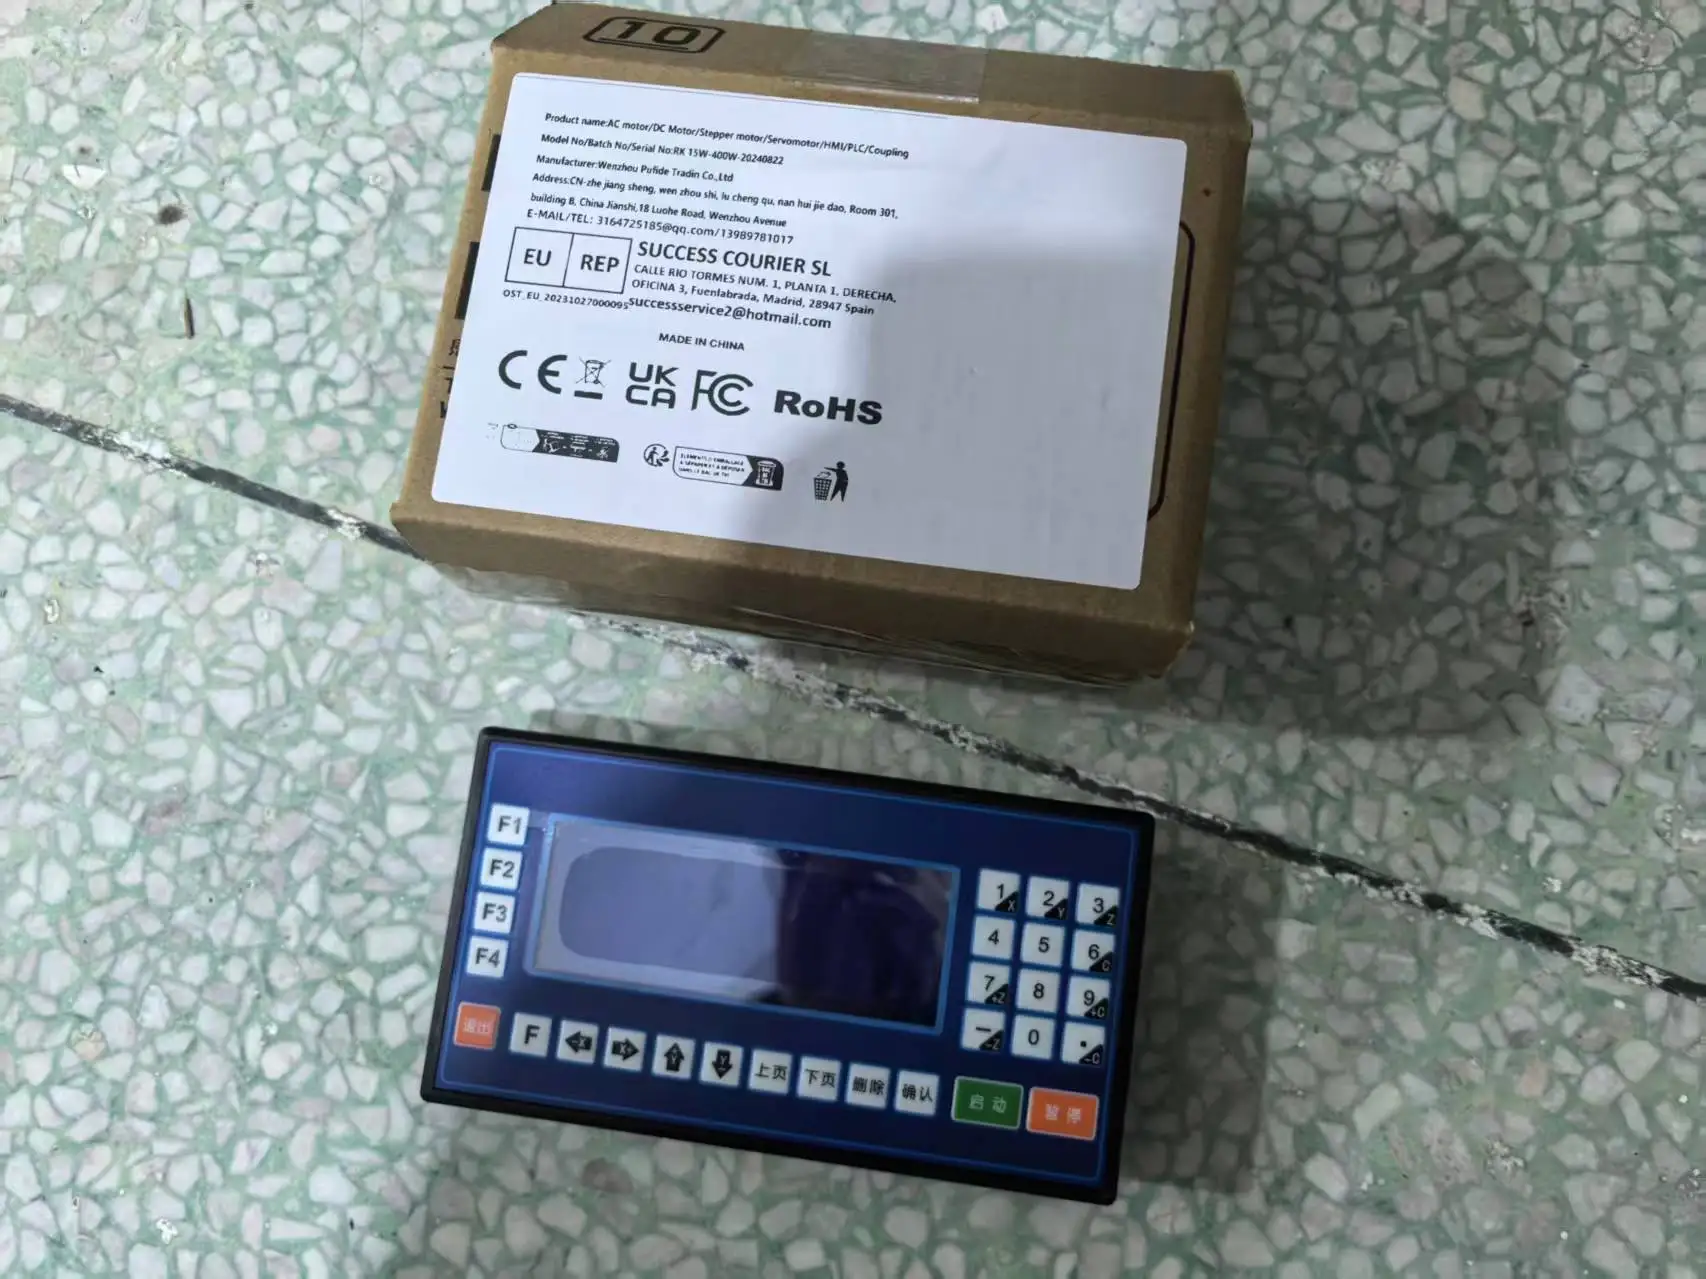 10
Product name:AC motor/DC Motor/Stepper motor/Servomotor/HMI/PLC/Coupling
Model No/Batch No/Serial No:RK 15W-400W-20240822
Manufacturer:Wenzhou Pufide Tradin Co.,Ltd
Address:CN-zhe jiang sheng, wen zhou shi, lu cheng qu, nan hui jie dao, Room 301,
building B, China Jianshi,18 Luohe Road, Wenzhou Avenue
E-MAIL/TEL: 3164725185@qq.com/13989781017
EU REP
SUCCESS COURIER SL
CALLE RIO TORMES NUM. 1, PLANTA 1, DERECHA,
OFICINA 3, Fuenlabrada, Madrid, 28947 Spain
OST_EU_20231027000095
successservice2@hotmail.com
MADE IN CHINA
CE UKCA FC RoHS
F1
F2
F3
F4
1 X 2 Y 3 Z
4 5 6 C
7 +Z 8 9 +C
− -Z 0 . -C
退出 F -X X+ Y Y 上页 下页 删除 确认 启动 暂停